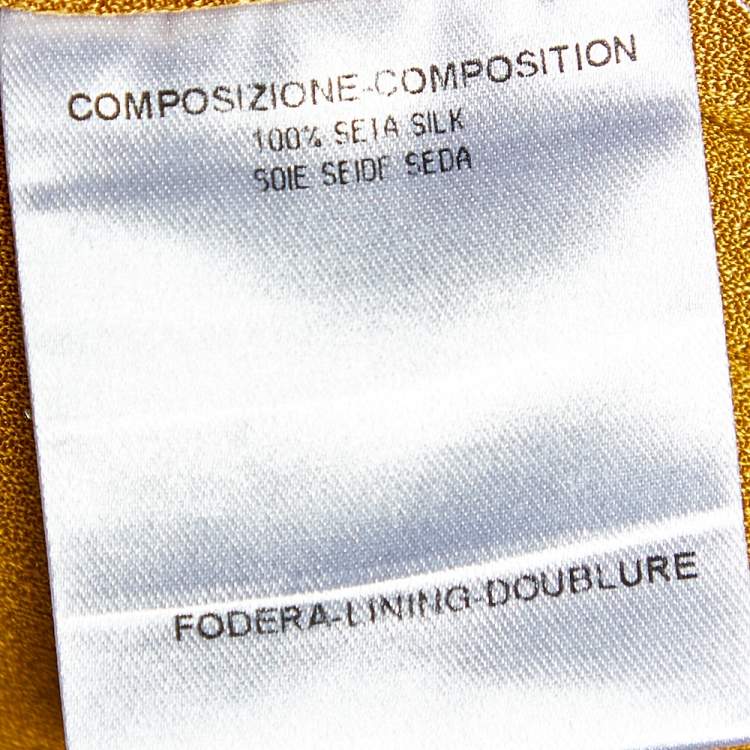 COMPOSIZIONE-COMPOSITION
100% SETA SILK
SOIE SEIDE SEDA
FODERA-LINING-DOUBLURE